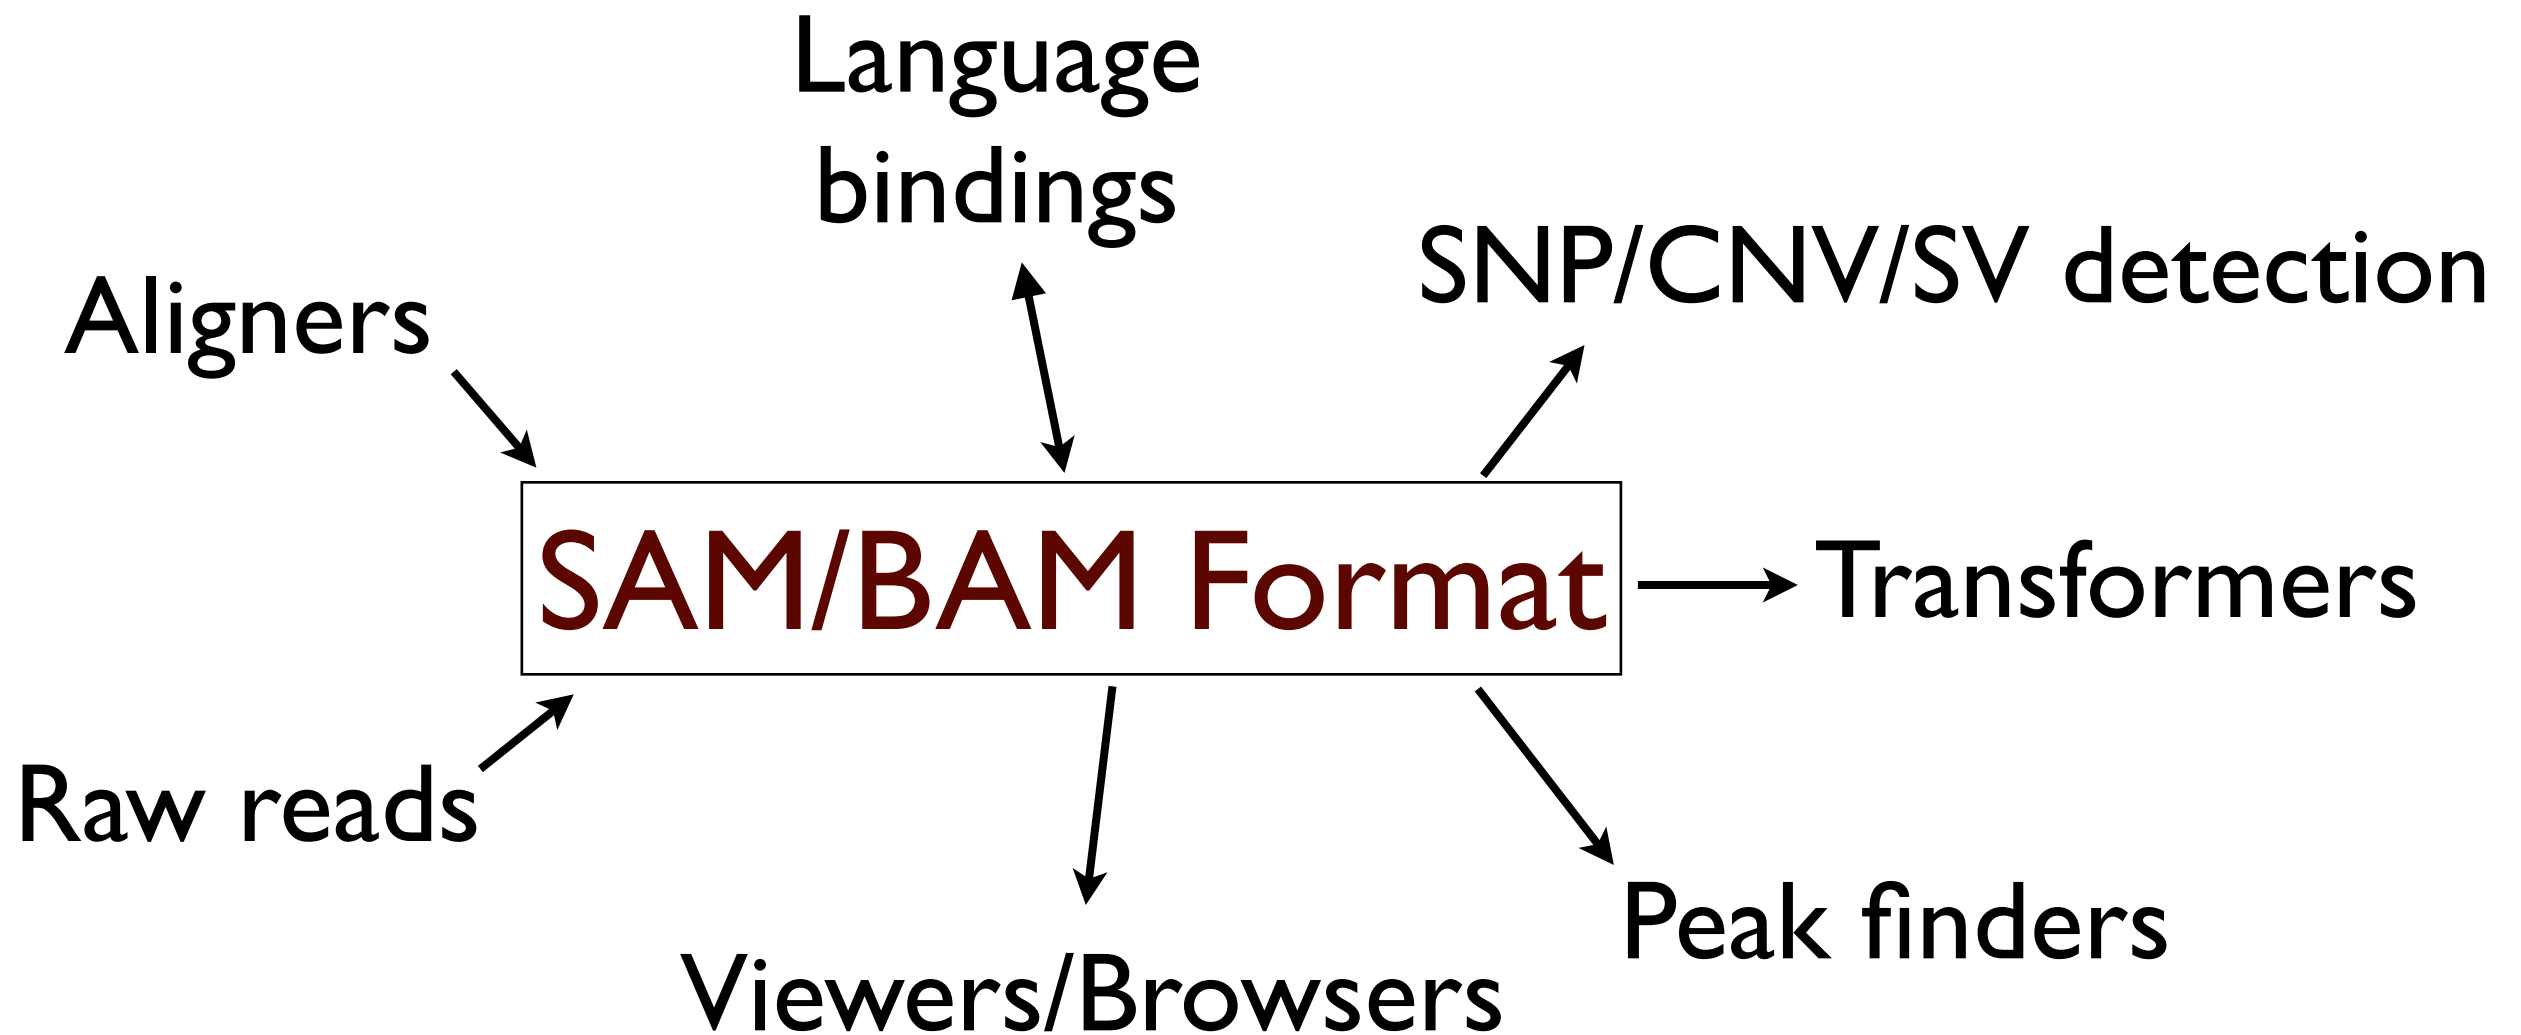 Language
bindings
SNP/CNV/SV detection
Aligners
SAM/BAM Format
Transformers
Raw reads
Peak finders
Viewers/Browsers